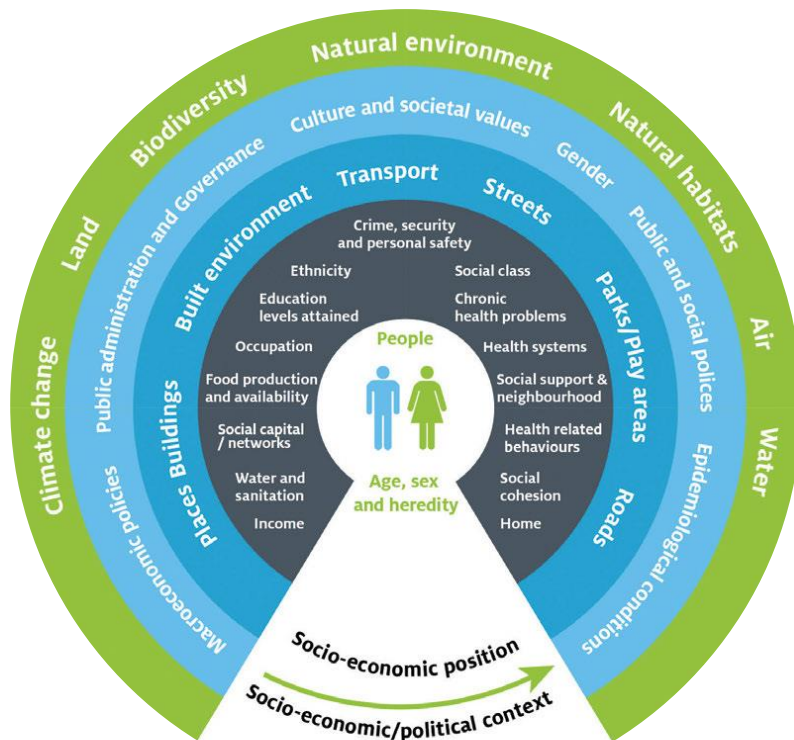 Natural environment
Biodiversity
Natural habitats
Land
Air
Climate change
Water
Culture and societal values
Public administration and Governance
Gender
Public and social polices
Macroeconomic policies
Epidemiological conditions
Transport
Built environment
Streets
Places Buildings
Parks/Play areas
Roads
Crime, security
and personal safety
Ethnicity
Social class
Education
levels attained
Chronic
health problems
Occupation
Health systems
Food production
and availability
Social support &
neighbourhood
Social capital
/ networks
Health related
behaviours
Water and
sanitation
Social
cohesion
Income
Home
People
Age, sex
and heredity
Socio-economic position
Socio-economic/political context